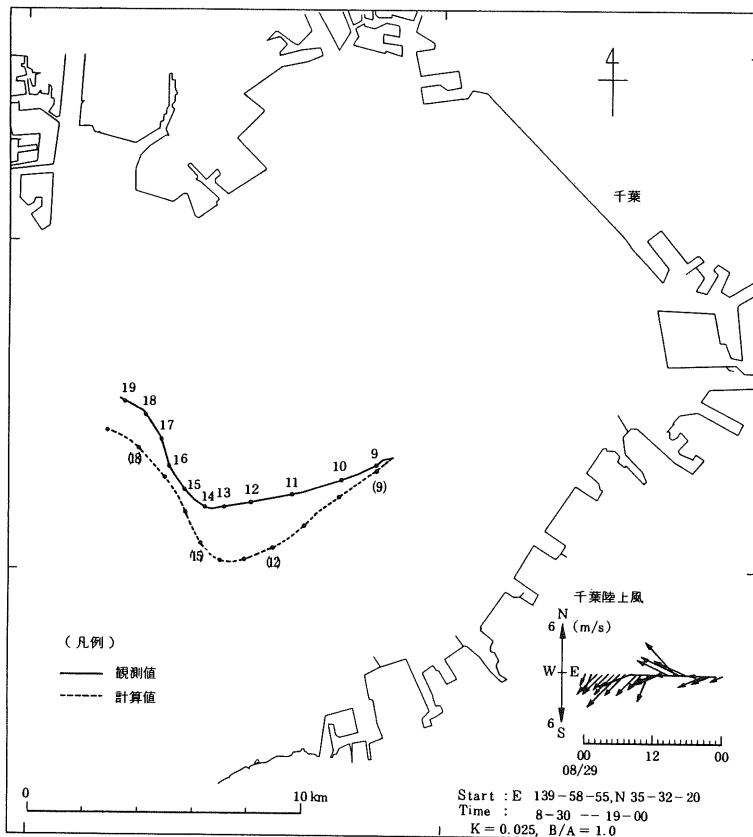 4
千葉
19
18
17
16
15
14
13
12
11
10
9
(9)
(12)
(15)
(18)
(凡例)
観測値
計算値
千葉陸上風
N
6
(m/s)
W
E
6
S
00
12
00
08/29
0
10 km
Start : E 139-58-55, N 35-32-20
Time : 8-30 -- 19-00
K = 0.025, B/A = 1.0